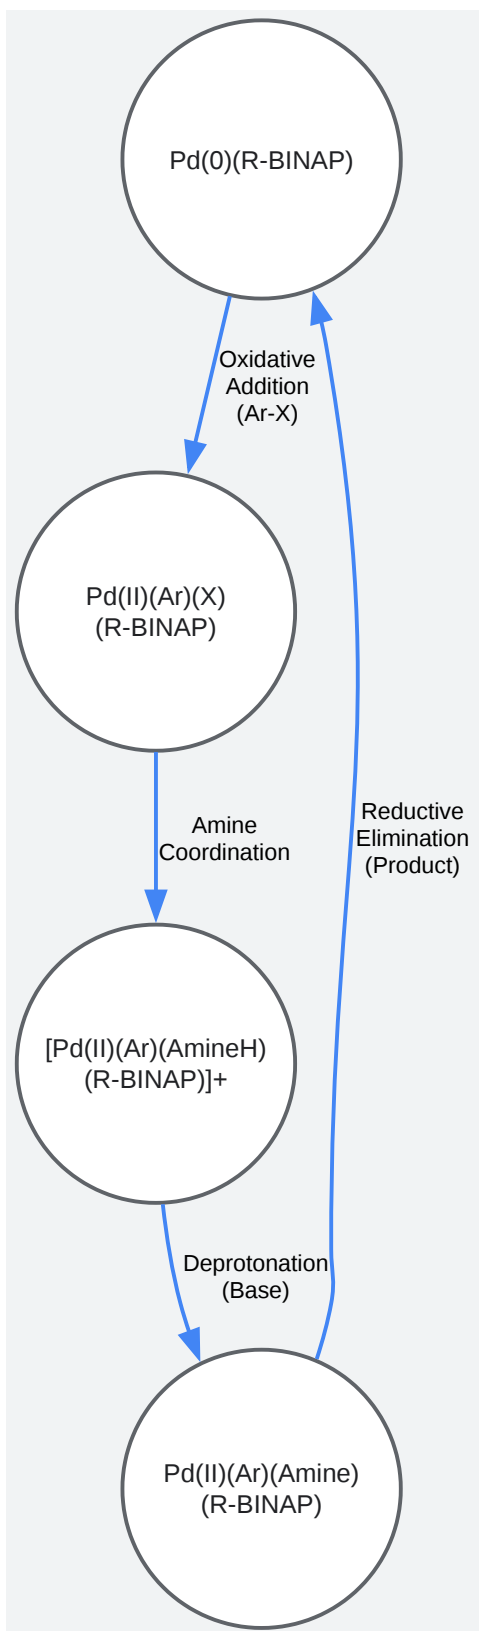 Pd(0)(R-BINAP)
Oxidative
Addition
(Ar-X)
Pd(II)(Ar)(X)
(R-BINAP)
Amine
Coordination
Reductive
Elimination
(Product)
[Pd(II)(Ar)(AmineH)
(R-BINAP)]+
Deprotonation
(Base)
Pd(II)(Ar)(Amine)
(R-BINAP)